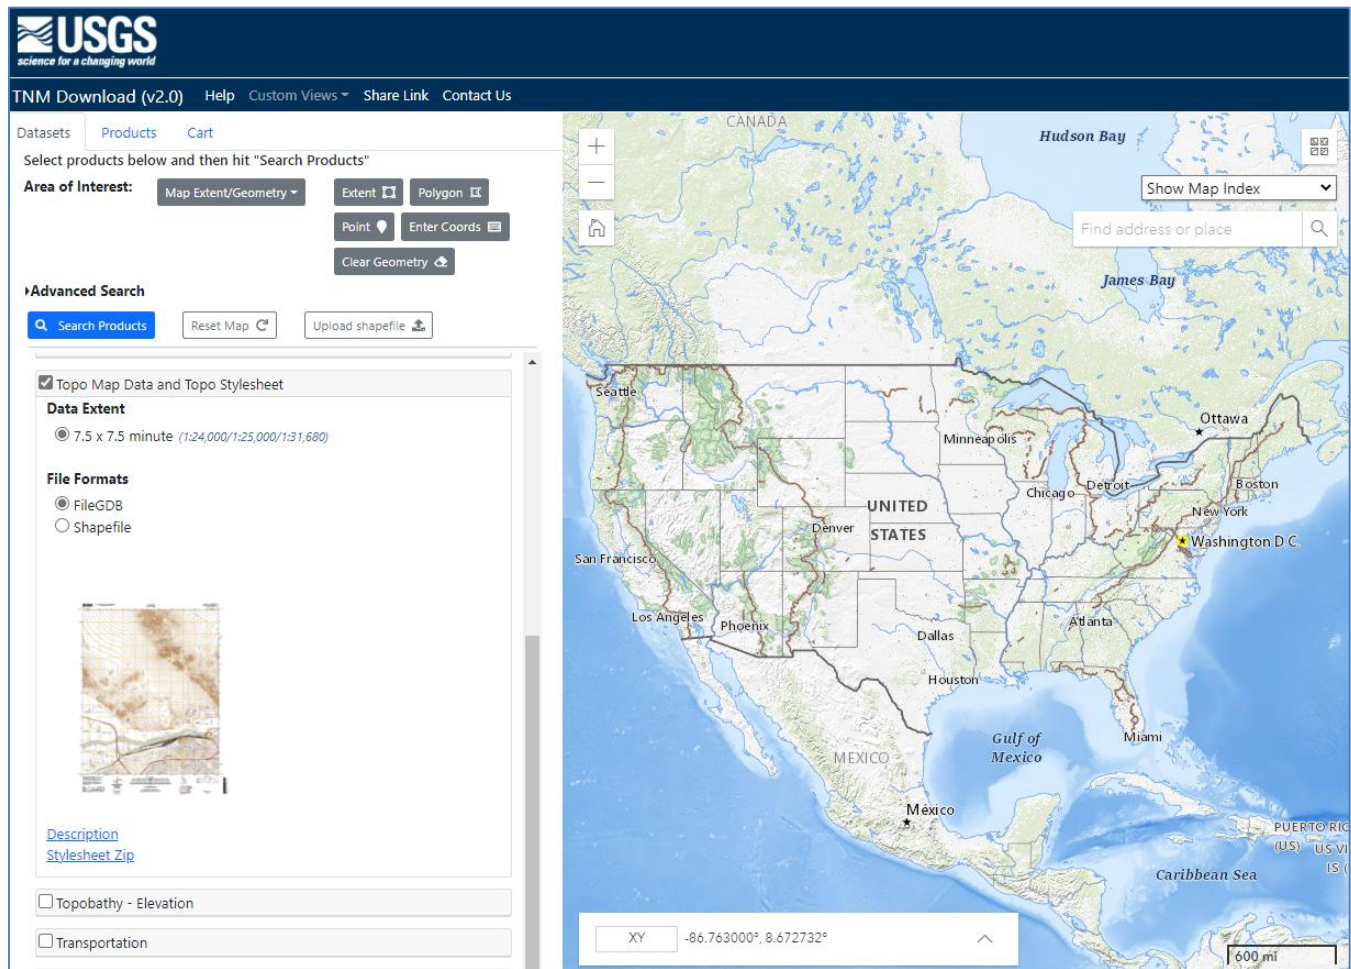 USGS
science for a changing world
TNM Download (v2.0) Help Custom Views Share Link Contact Us
Datasets Products Cart
Select products below and then hit "Search Products"
Area of Interest: Map Extent/Geometry Extent Polygon
Point Enter Coords
Clear Geometry
Advanced Search
Search Products Reset Map Upload shapefile
Topo Map Data and Topo Stylesheet
Data Extent
7.5 x 7.5 minute (1:24,000/1:25,000/1:31,680)
File Formats
FileGDB
Shapefile
Description
Stylesheet Zip
Topobathy - Elevation
Transportation
CANADA
Hudson Bay
Show Map Index
Find address or place
James Bay
Seattle
Ottawa
Minneapolis
Chicago
Detroit
Boston
New York
UNITED
STATES
Denver
Washington D.C.
San Francisco
Los Angeles
Phoenix
Atlanta
Dallas
Houston
Gulf of
Mexico
Miami
MEXICO
México
PUERTO RIC
(US) US VI
IS (
Caribbean Sea
XY -86.763000°, 8.672732°
600 mi